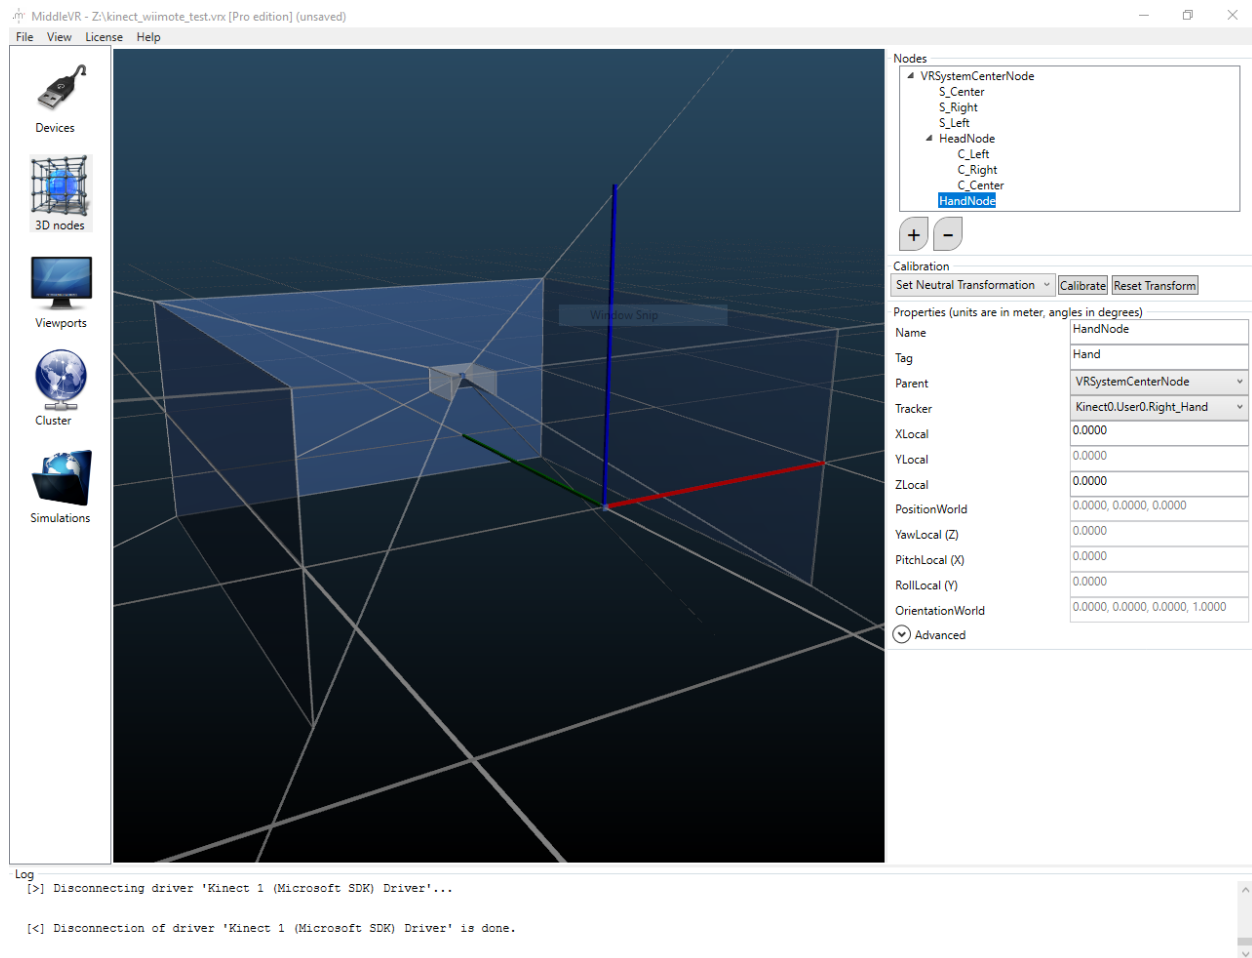 MiddleVR - Z:\kinect_wiimote_test.vrx [Pro edition] (unsaved)
File View License Help
Devices
3D nodes
Viewports
Cluster
Simulations
Window Snip
Nodes
VRSystemCenterNode
S_Center
S_Right
S_Left
HeadNode
C_Left
C_Right
C_Center
HandNode
+ −
Calibration
Set Neutral Transformation Calibrate Reset Transform
Properties (units are in meter, angles in degrees)
Name HandNode
Tag Hand
Parent VRSystemCenterNode
Tracker Kinect0.User0.Right_Hand
XLocal 0.0000
YLocal 0.0000
ZLocal 0.0000
PositionWorld 0.0000, 0.0000, 0.0000
YawLocal (Z) 0.0000
PitchLocal (X) 0.0000
RollLocal (Y) 0.0000
OrientationWorld 0.0000, 0.0000, 0.0000, 1.0000
Advanced
Log
[>] Disconnecting driver 'Kinect 1 (Microsoft SDK) Driver'...
[<] Disconnection of driver 'Kinect 1 (Microsoft SDK) Driver' is done.